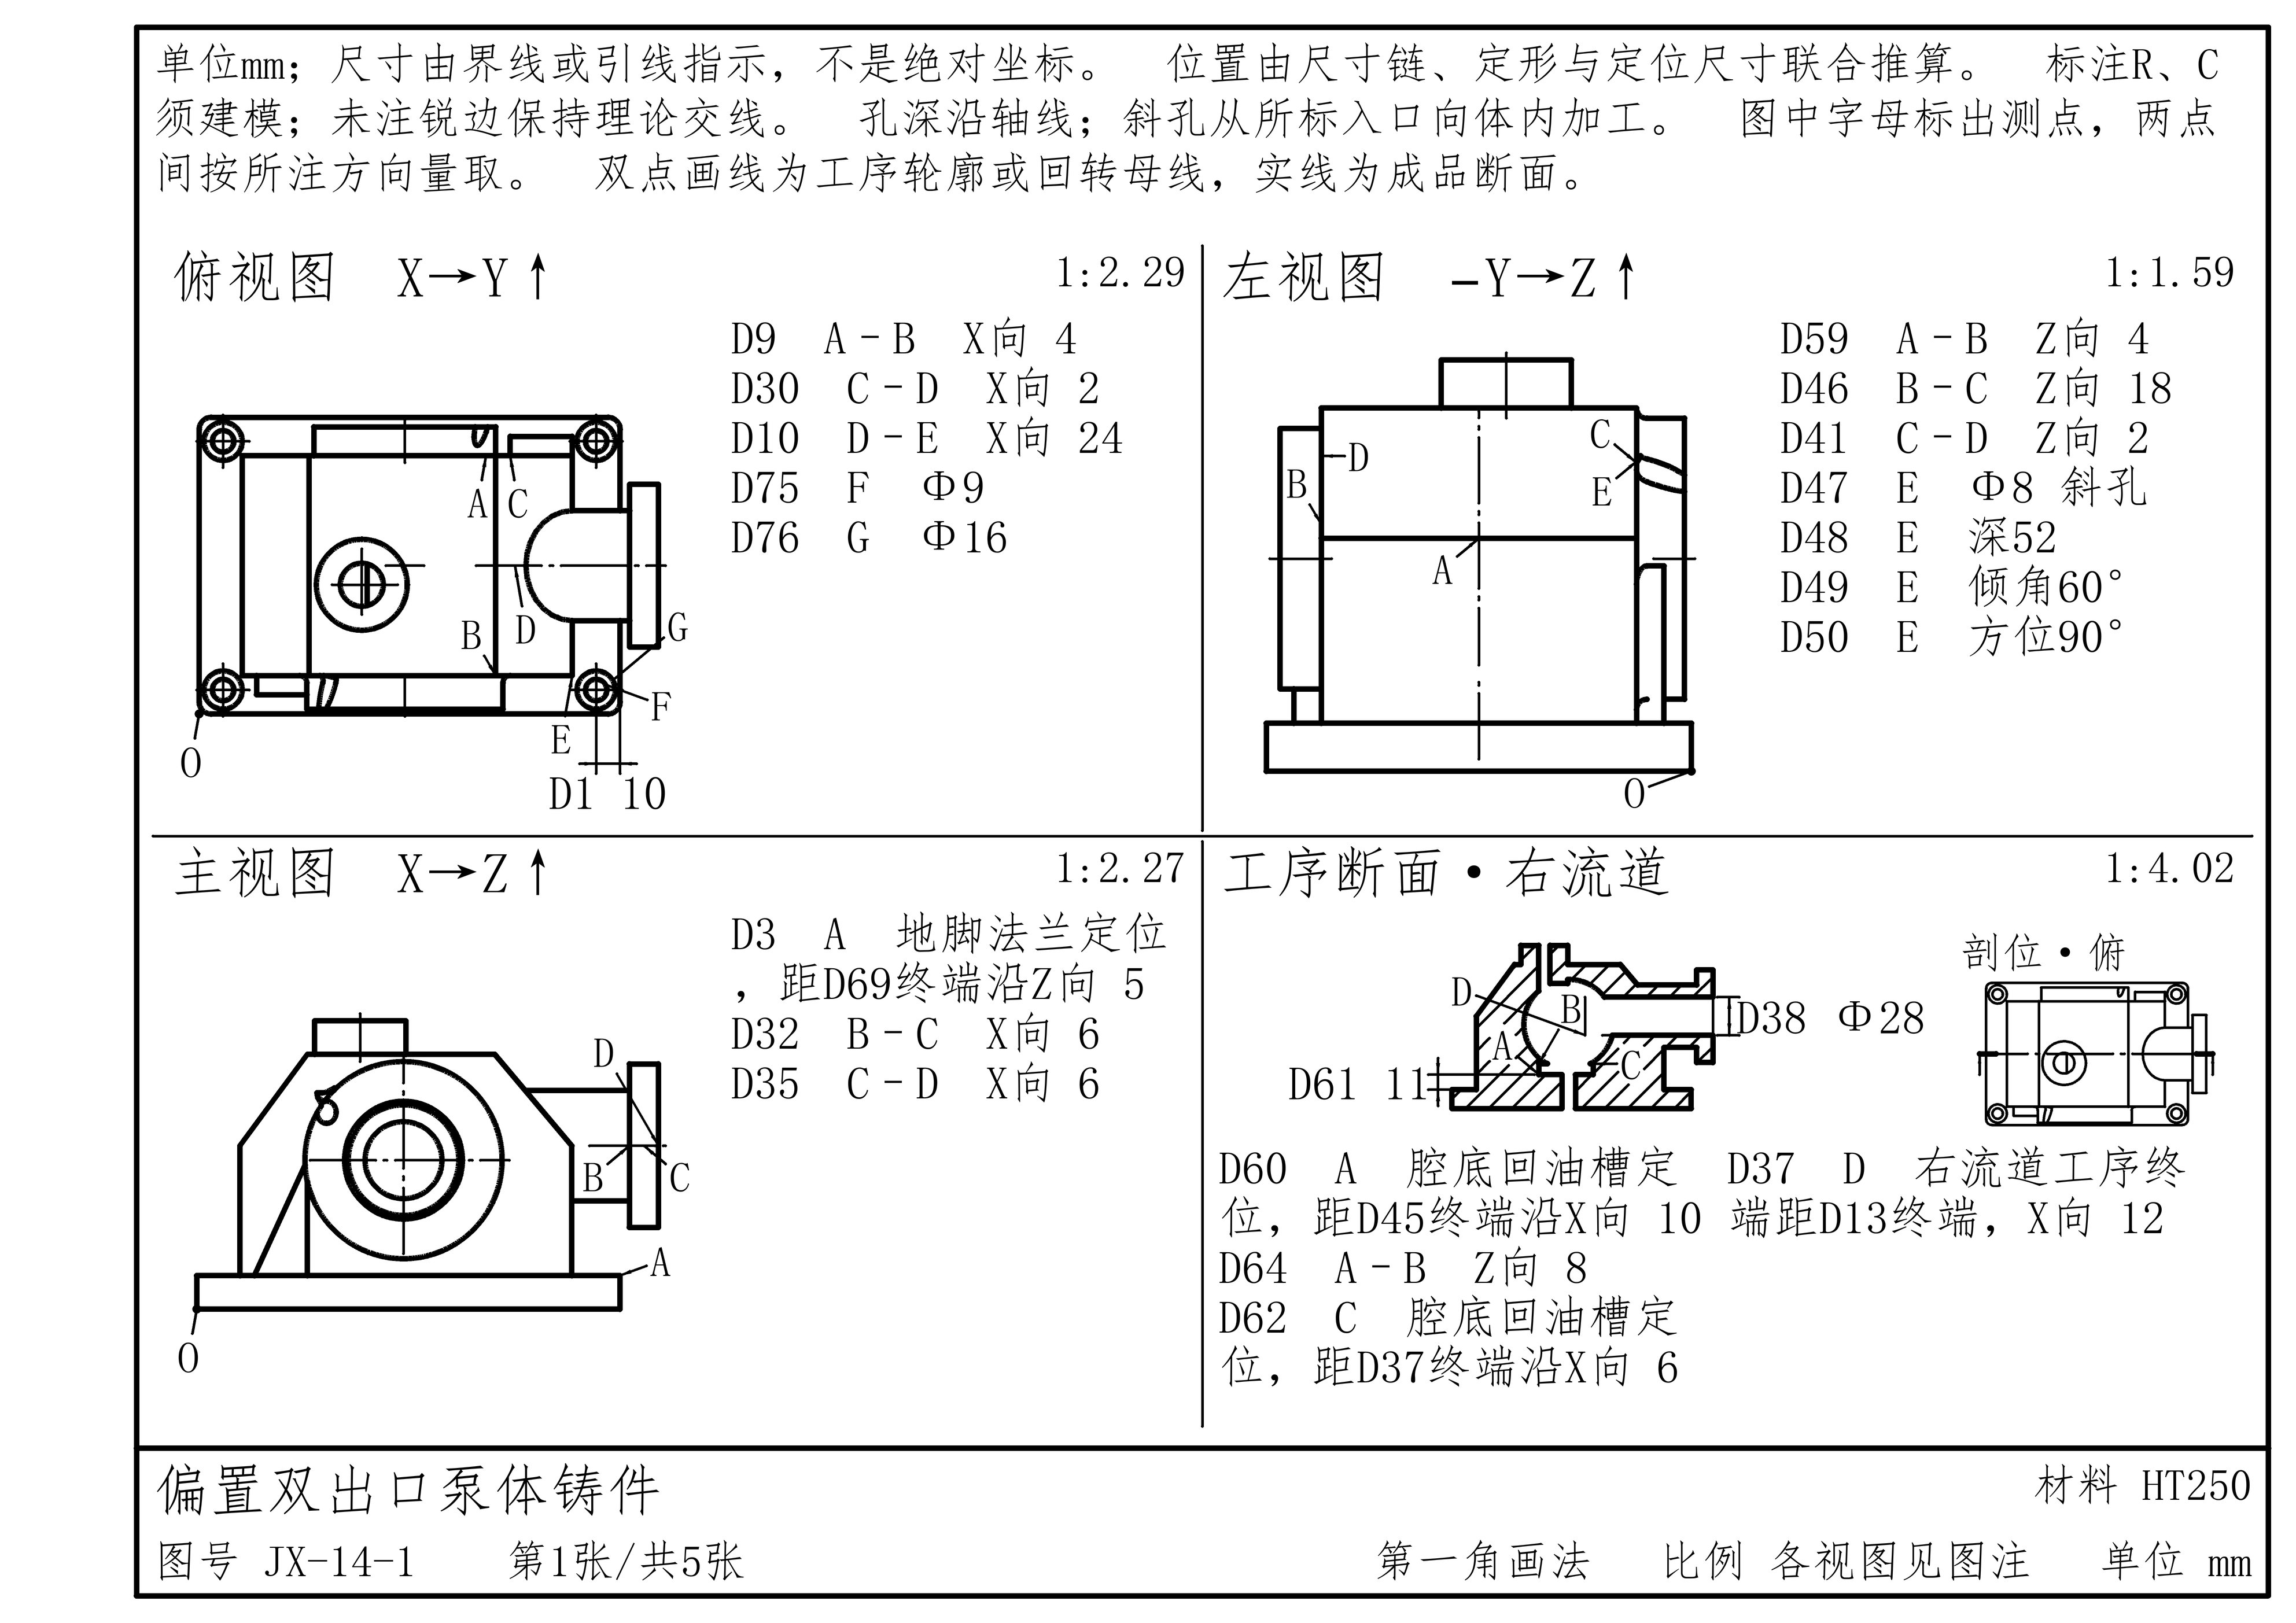 单位mm；尺寸由界线或引线指示，不是绝对坐标。 位置由尺寸链、定形与定位尺寸联合推算。 标注R、C
须建模；未注锐边保持理论交线。 孔深沿轴线；斜孔从所标入口向体内加工。 图中字母标出测点，两点
间按所注方向量取。 双点画线为工序轮廓或回转母线，实线为成品断面。
俯视图 X→Y↑ 1:2.29
D9 A-B X向 4
D30 C-D X向 2
D10 D-E X向 24
D75 F Φ9
D76 G Φ16
A C
B D G
F
E
O
D1 10
左视图 -Y→Z↑ 1:1.59
D59 A-B Z向 4
D46 B-C Z向 18
D41 C-D Z向 2
D47 E Φ8 斜孔
D48 E 深52
D49 E 倾角60°
D50 E 方位90°
C
D
B E
A
O
主视图 X→Z↑ 1:2.27
D3 A 地脚法兰定位
，距D69终端沿Z向 5
D32 B-C X向 6
D35 C-D X向 6
D
B C
A
O
工序断面·右流道 1:4.02
剖位·俯
D B D38 Φ28
A C
D61 11
D60 A 腔底回油槽定 D37 D 右流道工序终
位，距D45终端沿X向 10 端距D13终端，X向 12
D64 A-B Z向 8
D62 C 腔底回油槽定
位，距D37终端沿X向 6
偏置双出口泵体铸件 材料 HT250
图号 JX-14-1 第1张/共5张 第一角画法 比例 各视图见图注 单位 mm